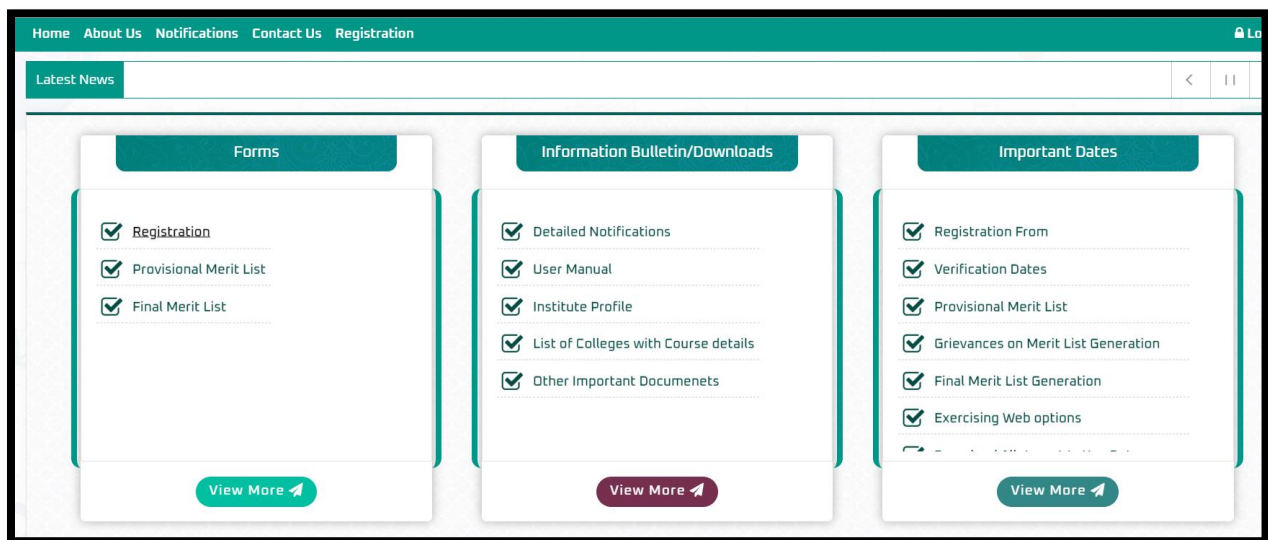 Home About Us Notifications Contact Us Registration Lo
Latest News
Forms
Registration
Provisional Merit List
Final Merit List
View More
Information Bulletin/Downloads
Detailed Notifications
User Manual
Institute Profile
List of Colleges with Course details
Other Important Documenets
View More
Important Dates
Registration From
Verification Dates
Provisional Merit List
Grievances on Merit List Generation
Final Merit List Generation
Exercising Web options
View More